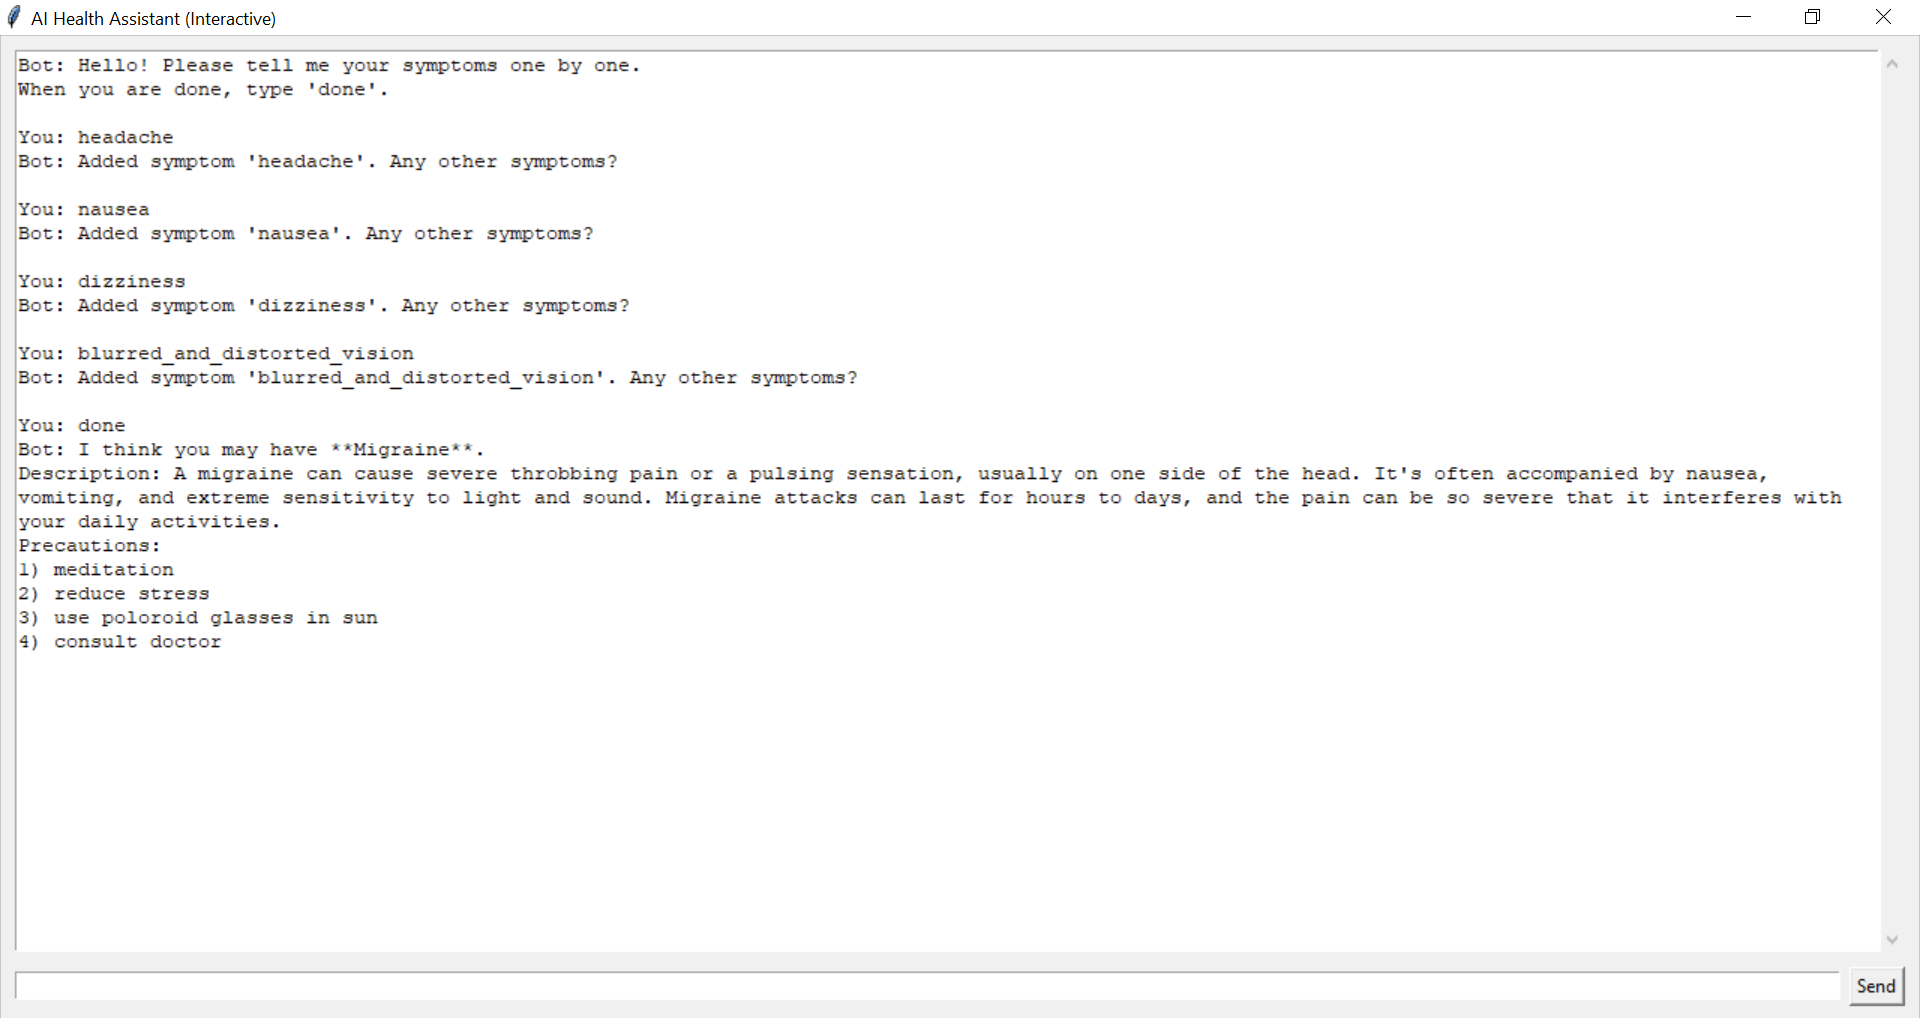 AI Health Assistant (Interactive)
Bot: Hello! Please tell me your symptoms one by one.
When you are done, type 'done'.
You: headache
Bot: Added symptom 'headache'. Any other symptoms?
You: nausea
Bot: Added symptom 'nausea'. Any other symptoms?
You: dizziness
Bot: Added symptom 'dizziness'. Any other symptoms?
You: blurred_and_distorted_vision
Bot: Added symptom 'blurred_and_distorted_vision'. Any other symptoms?
You: done
Bot: I think you may have **Migraine**.
Description: A migraine can cause severe throbbing pain or a pulsing sensation, usually on one side of the head. It's often accompanied by nausea,
vomiting, and extreme sensitivity to light and sound. Migraine attacks can last for hours to days, and the pain can be so severe that it interferes with
your daily activities.
Precautions:
1) meditation
2) reduce stress
3) use poloroid glasses in sun
4) consult doctor
Send